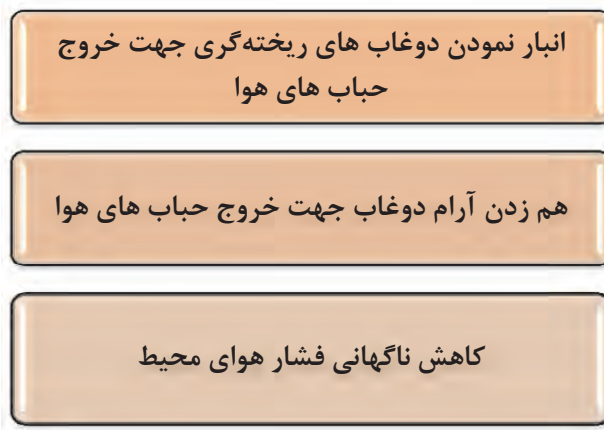 انبار نمودن دوغاب های ریخته‌گری جهت خروج
حباب های هوا
هم زدن آرام دوغاب جهت خروج حباب های هوا
کاهش ناگهانی فشار هوای محیط